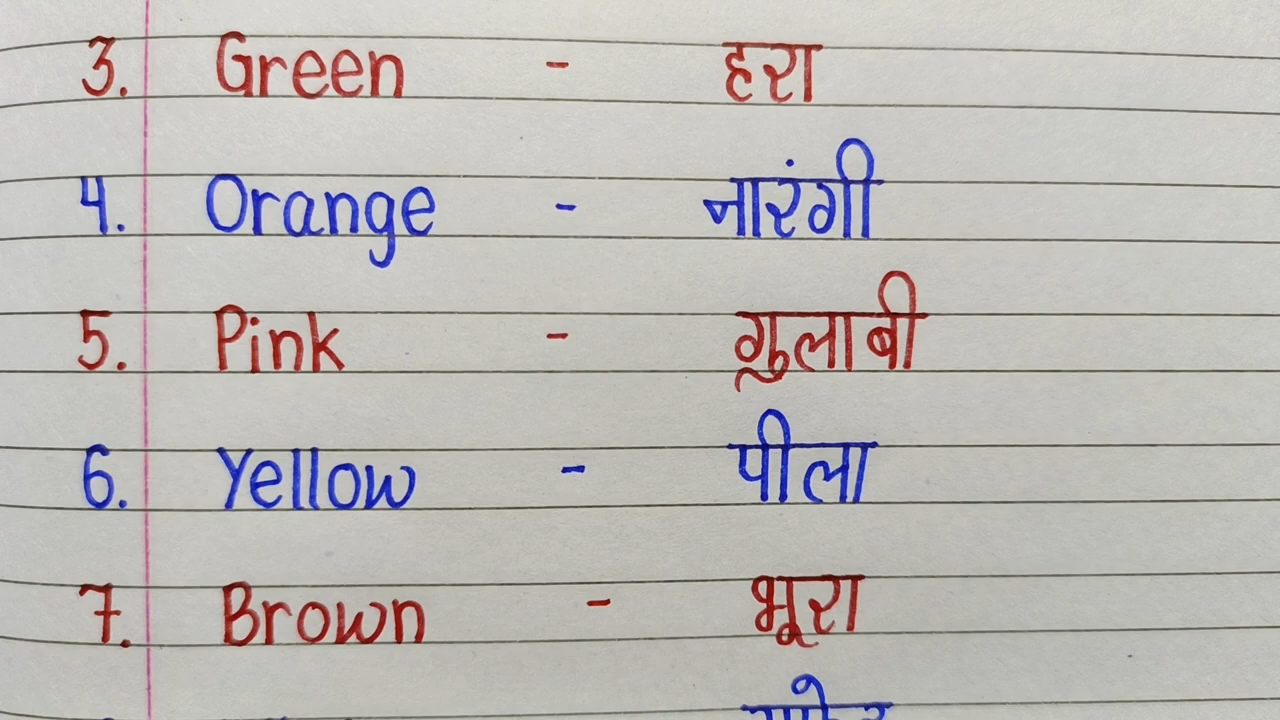 3. Green - हरा
4. Orange - नारंगी
5. Pink - गुलाबी
6. Yellow - पीला
7. Brown - भूरा